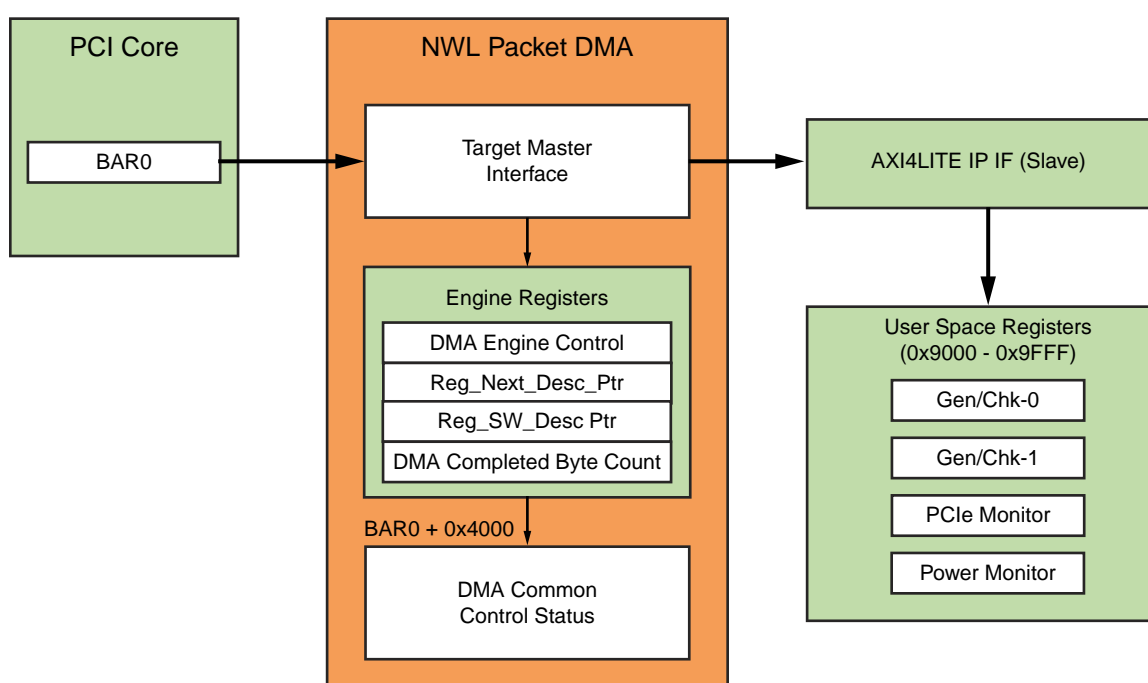 PCI Core
BAR0
NWL Packet DMA
Target Master
Interface
Engine Registers
DMA Engine Control
Reg_Next_Desc_Ptr
Reg_SW_Desc Ptr
DMA Completed Byte Count
BAR0 + 0x4000
DMA Common
Control Status
AXI4LITE IP IF (Slave)
User Space Registers
(0x9000 - 0x9FFF)
Gen/Chk-0
Gen/Chk-1
PCIe Monitor
Power Monitor